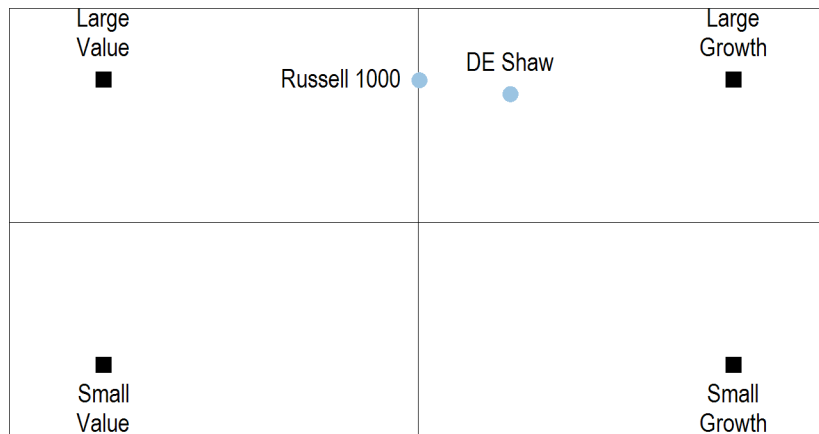 Large
Value
Large
Growth
Russell 1000
DE Shaw
Small
Value
Small
Growth